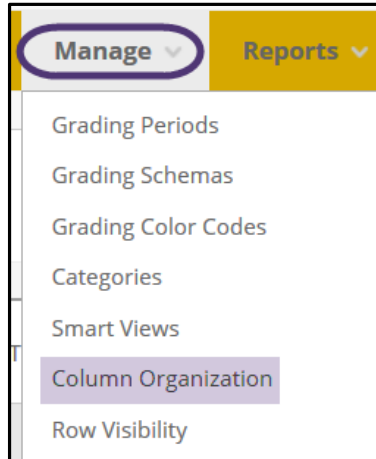 Manage Reports
Grading Periods
Grading Schemas
Grading Color Codes
Categories
Smart Views
T
Column Organization
Row Visibility